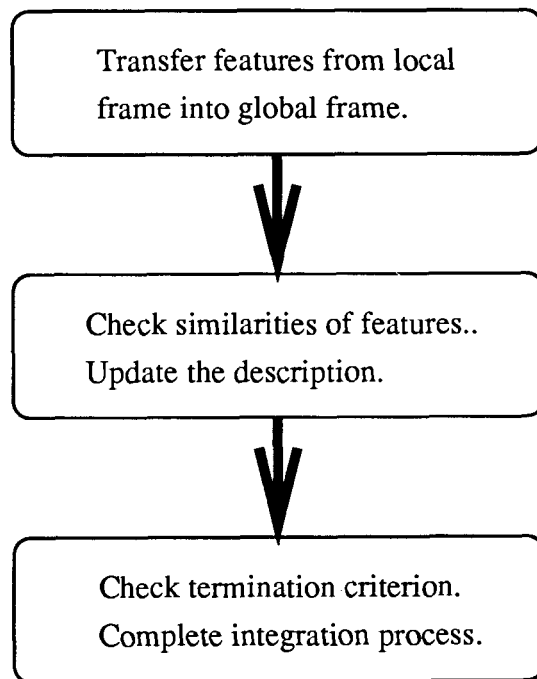 Transfer features from local
frame into global frame.
Check similarities of features..
Update the description.
Check termination criterion.
Complete integration process.